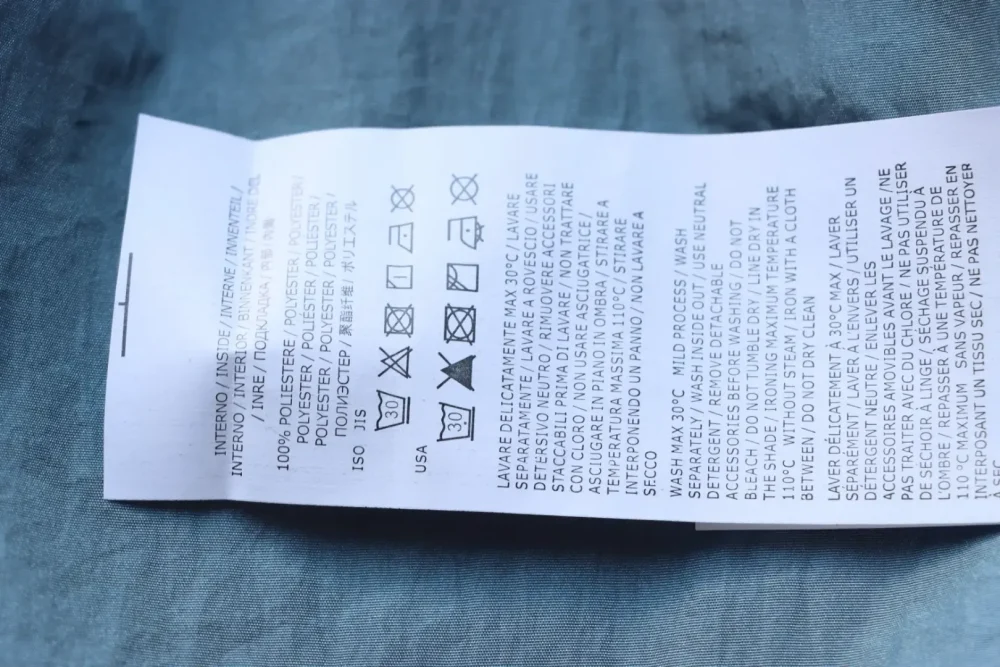 INTERNO / INSIDE / INTERNE / INNENTEIL /
INTERNO / INTERIOR / BINNENKANT / INDRE DEL
/ INRE / ПОДКЛАДКА / 内部 / 内側
100% POLIESTERE / POLYESTER / POLYESTER /
POLYESTER / POLIÉSTER / POLIESTER /
POLYESTER / POLYESTER / POLYESTER /
ПОЛИЭСТЕР / 聚酯纤维 / ポリエステル
ISO JIS
30
USA
30
LAVARE DELICATAMENTE MAX 30°C / LAVARE
SEPARATAMENTE / LAVARE A ROVESCIO / USARE
DETERSIVO NEUTRO / RIMUOVERE ACCESSORI
STACCABILI PRIMA DI LAVARE / NON TRATTARE
CON CLORO / NON USARE ASCIUGATRICE /
ASCIUGARE IN PIANO IN OMBRA / STIRARE A
TEMPERATURA MASSIMA 110°C / STIRARE
INTERPONENDO UN PANNO / NON LAVARE A
SECCO
WASH MAX 30°C MILD PROCESS / WASH
SEPARATELY / WASH INSIDE OUT / USE NEUTRAL
DETERGENT / REMOVE DETACHABLE
ACCESSORIES BEFORE WASHING / DO NOT
BLEACH / DO NOT TUMBLE DRY / LINE DRY IN
THE SHADE / IRONING MAXIMUM TEMPERATURE
110°C WITHOUT STEAM / IRON WITH A CLOTH
BETWEEN / DO NOT DRY CLEAN
LAVER DÉLICATEMENT À 30°C MAX / LAVER
SÉPARÉMENT / LAVER À L'ENVERS / UTILISER UN
DÉTERGENT NEUTRE / ENLEVER LES
ACCESSOIRES AMOVIBLES AVANT LE LAVAGE / NE
PAS TRAITER AVEC DU CHLORE / NE PAS UTILISER
DE SÉCHOIR À LINGE / SÉCHAGE SUSPENDU À
L'OMBRE / REPASSER À UNE TEMPÉRATURE DE
110 °C MAXIMUM SANS VAPEUR / REPASSER EN
INTERPOSANT UN TISSU / NE PAS NETTOYER
À SEC